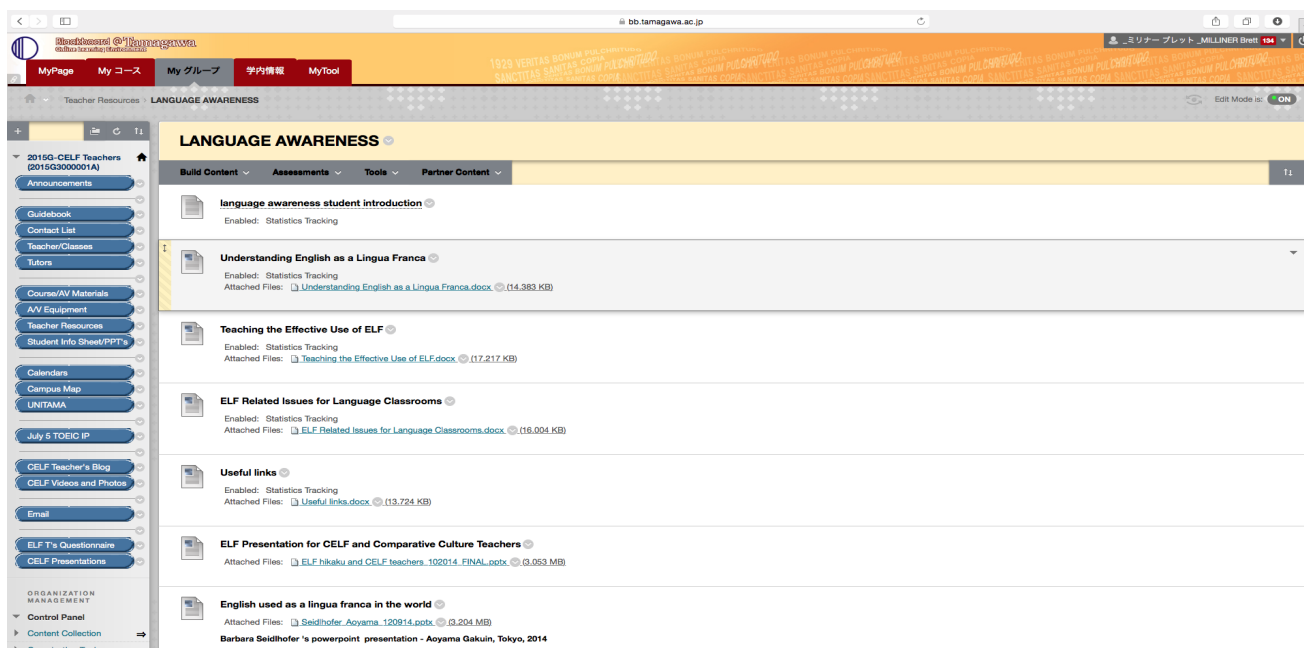 bb.tamagawa.ac.jp
Blackboard @ Tamagawa
Online Learning Environment
_ミリナー ブレット _MILLINER Brett 194
MyPage
My コース
My グループ
学内情報
MyTool
1929 VERITAS BONUM PULCHRITUDO
SANCTITAS
Teacher Resources
LANGUAGE AWARENESS
Edit Mode is: ON
2015G-CELF Teachers
(2015G3000001A)
Announcements
Guidebook
Contact List
Teacher/Classes
Tutors
Course/AV Materials
A/V Equipment
Teacher Resources
Student Info Sheet/PPT's
Calendars
Campus Map
UNITAMA
July 5 TOEIC IP
CELF Teacher's Blog
CELF Videos and Photos
Email
ELF T's Questionnaire
CELF Presentations
ORGANIZATION
MANAGEMENT
Control Panel
Content Collection
LANGUAGE AWARENESS
Build Content
Assessments
Tools
Partner Content
language awareness student introduction
Enabled: Statistics Tracking
Understanding English as a Lingua Franca
Enabled: Statistics Tracking
Attached Files: Understanding English as a Lingua Franca.docx (14.383 KB)
Teaching the Effective Use of ELF
Enabled: Statistics Tracking
Attached Files: Teaching the Effective Use of ELF.docx (17.217 KB)
ELF Related Issues for Language Classrooms
Enabled: Statistics Tracking
Attached Files: ELF Related Issues for Language Classrooms.docx (16.004 KB)
Useful links
Enabled: Statistics Tracking
Attached Files: Useful links.docx (13.724 KB)
ELF Presentation for CELF and Comparative Culture Teachers
Attached Files: ELF hikaku and CELF teachers_102014_FINAL.pptx (3.053 MB)
English used as a lingua franca in the world
Attached Files: Seidlhofer_Aoyama_120914.pptx (3.204 MB)
Barbara Seidlhofer 's powerpoint presentation - Aoyama Gakuin, Tokyo, 2014